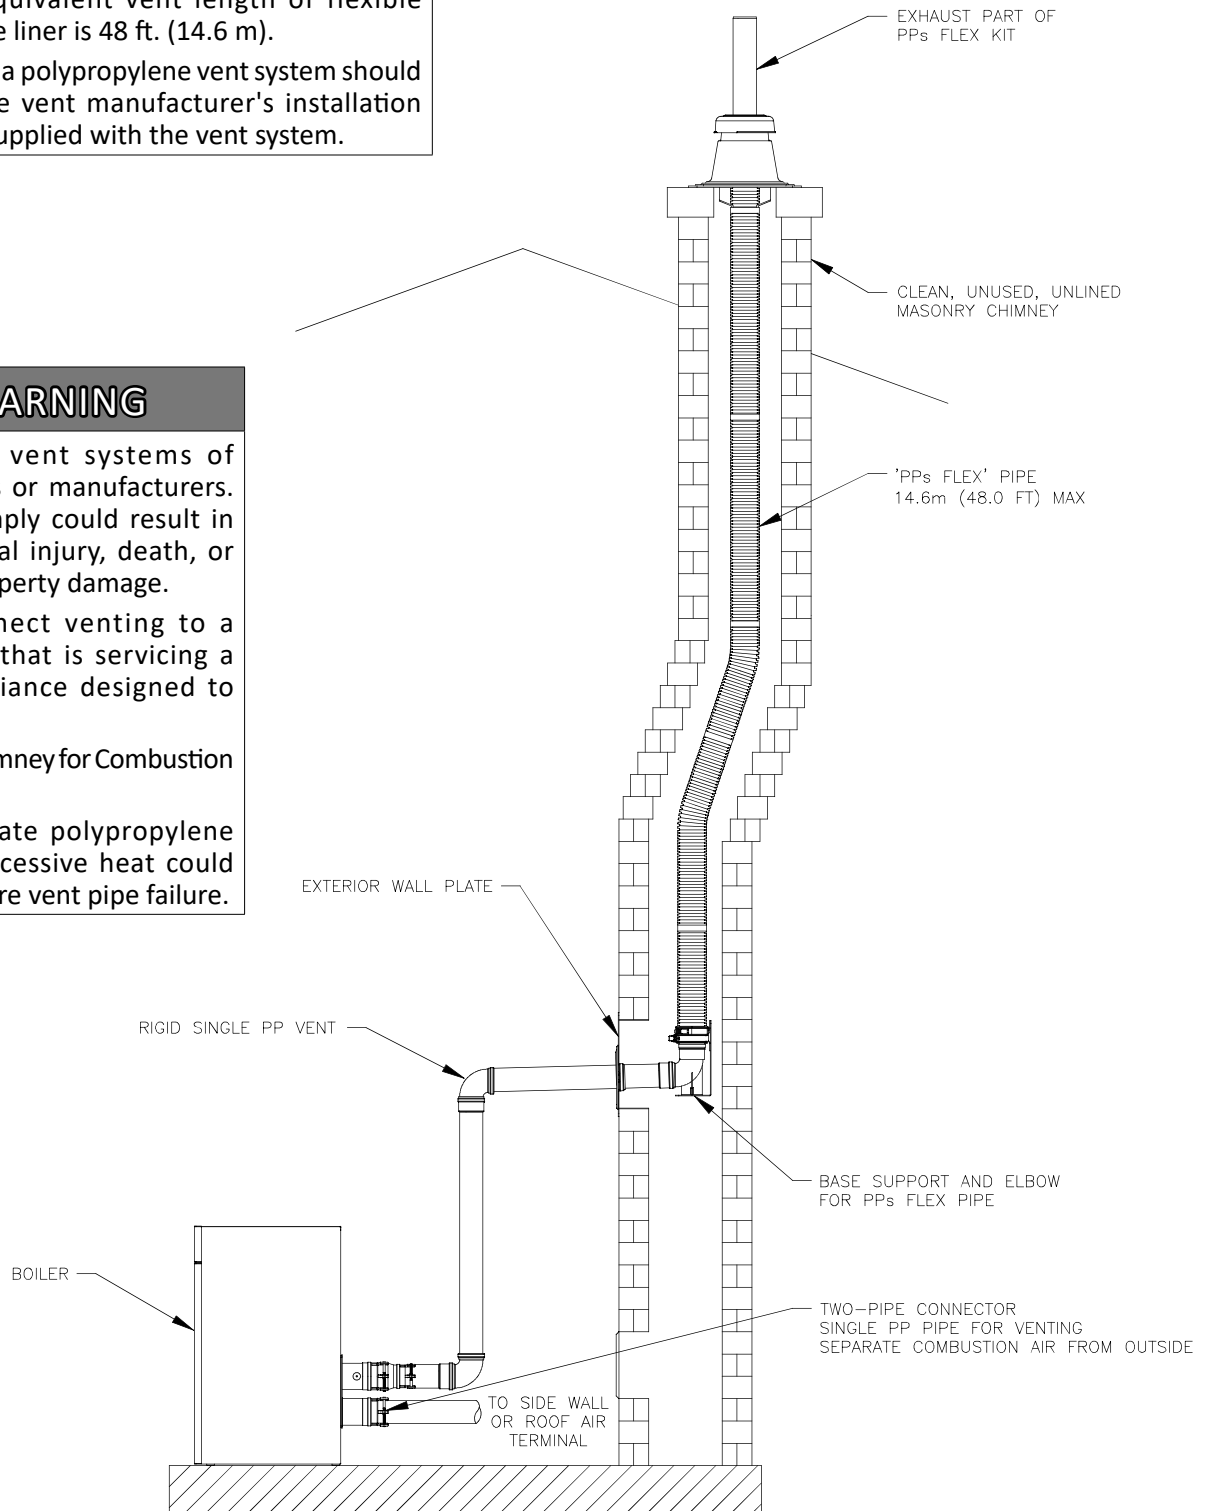 quivalent vent length of flexible
e liner is 48 ft. (14.6 m).
a polypropylene vent system should
e vent manufacturer's installation
upplied with the vent system.
ARNING
vent systems of
s or manufacturers.
mply could result in
al injury, death, or
perty damage.
nect venting to a
that is servicing a
liance designed to
mney for Combustion
ate polypropylene
cessive heat could
re vent pipe failure.
EXHAUST PART OF
PPs FLEX KIT
CLEAN, UNUSED, UNLINED
MASONRY CHIMNEY
'PPs FLEX' PIPE
14.6m (48.0 FT) MAX
EXTERIOR WALL PLATE
RIGID SINGLE PP VENT
BASE SUPPORT AND ELBOW
FOR PPs FLEX PIPE
BOILER
TWO-PIPE CONNECTOR
SINGLE PP PIPE FOR VENTING
SEPARATE COMBUSTION AIR FROM OUTSIDE
TO SIDE WALL
OR ROOF AIR
TERMINAL